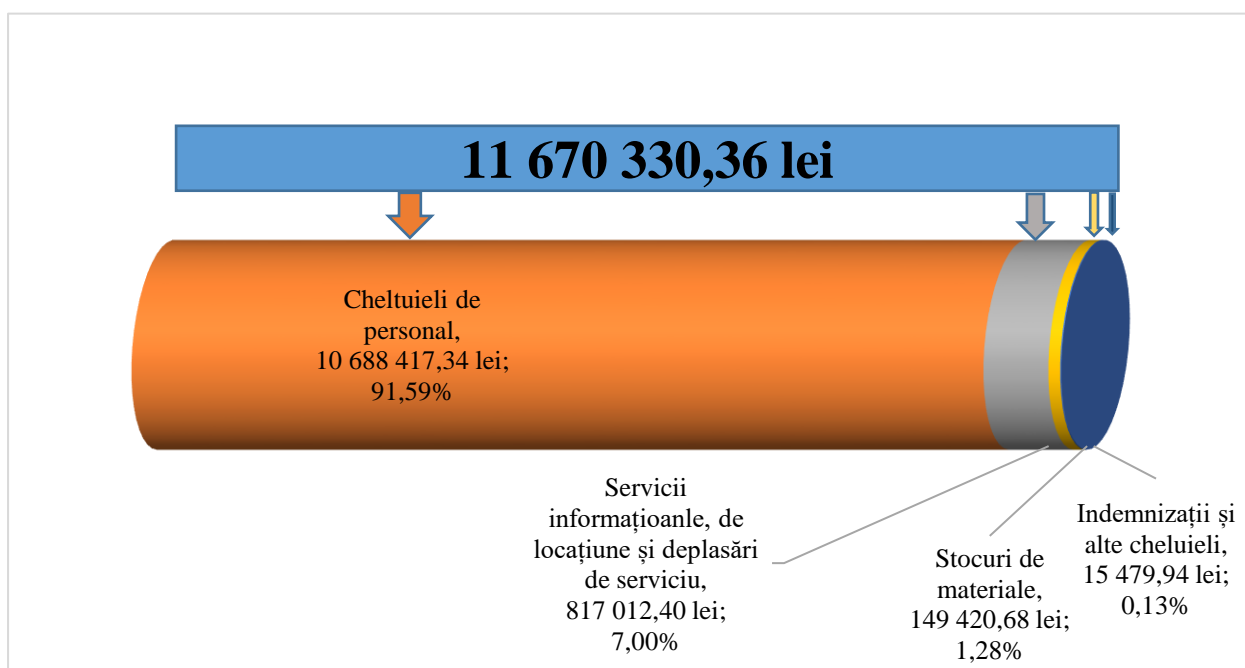 11 670 330,36 lei
Cheltuieli de
personal,
10 688 417,34 lei;
91,59%
Servicii
informațioanle, de
locațiune și deplasări
de serviciu,
817 012,40 lei;
7,00%
Stocuri de
materiale,
149 420,68 lei;
1,28%
Indemnizații și
alte cheluieli,
15 479,94 lei;
0,13%